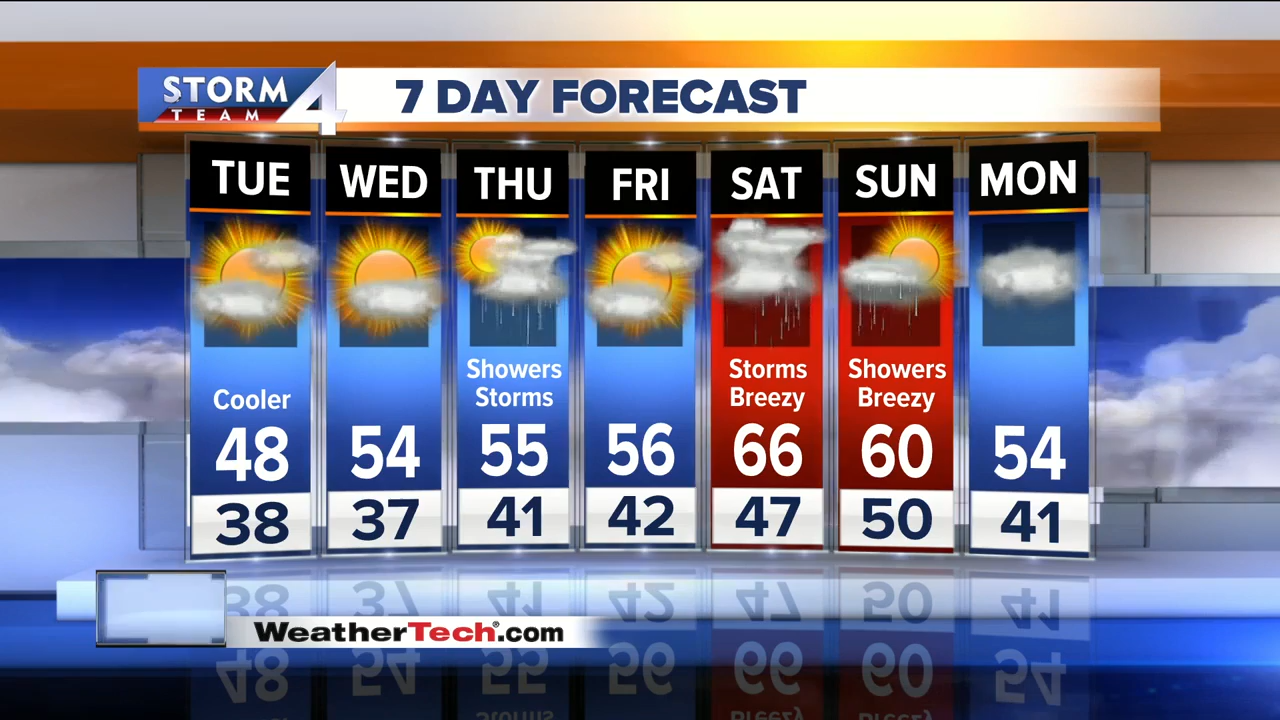 STORM
TEAM 4
7 DAY FORECAST
TUE WED THU FRI SAT SUN MON
Showers Storms Showers
Cooler Storms Breezy Breezy
48 54 55 56 66 60 54
38 37 41 42 47 50 41
WeatherTech®.com